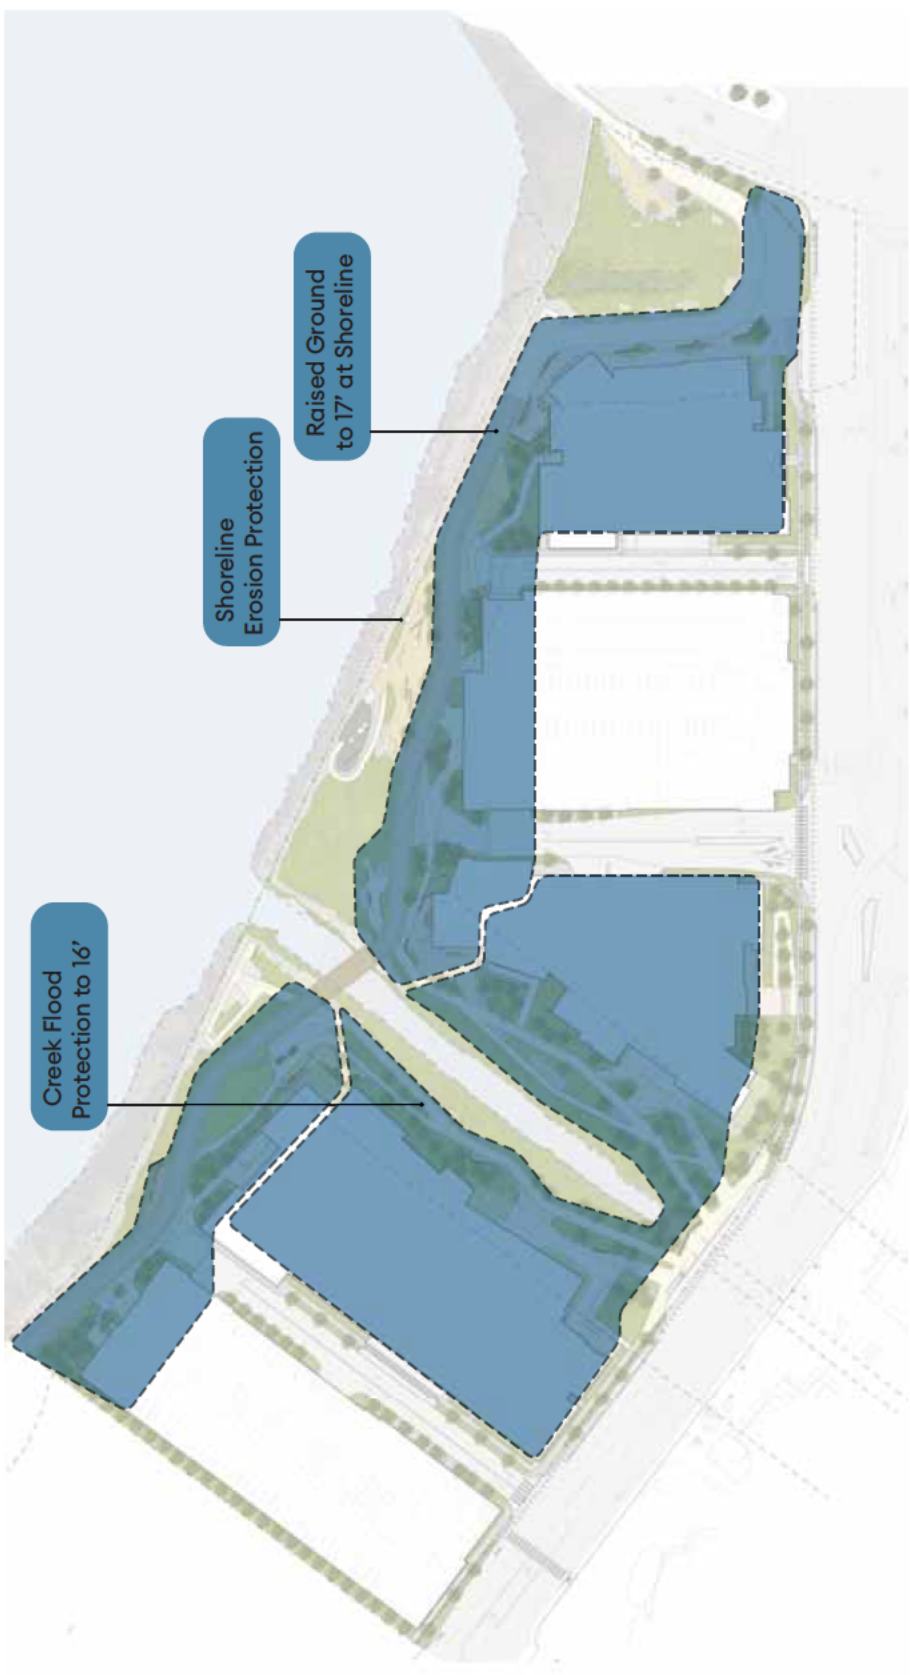 Creek Flood
Protection to 16’
Shoreline
Erosion Protection
Raised Ground
to 17’ at Shoreline